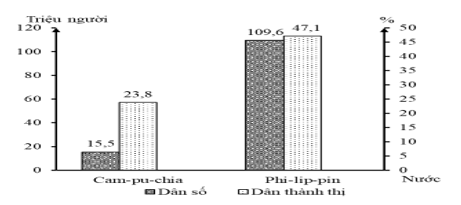 Triệu người %
120 50
45
100 40
35
80 30
60 25
20
40 15
10
20 5
0 0
15,5 23,8 109,6 47,1
Cam-pu-chia Phi-lip-pin Nước
Dân số Dân thành thị